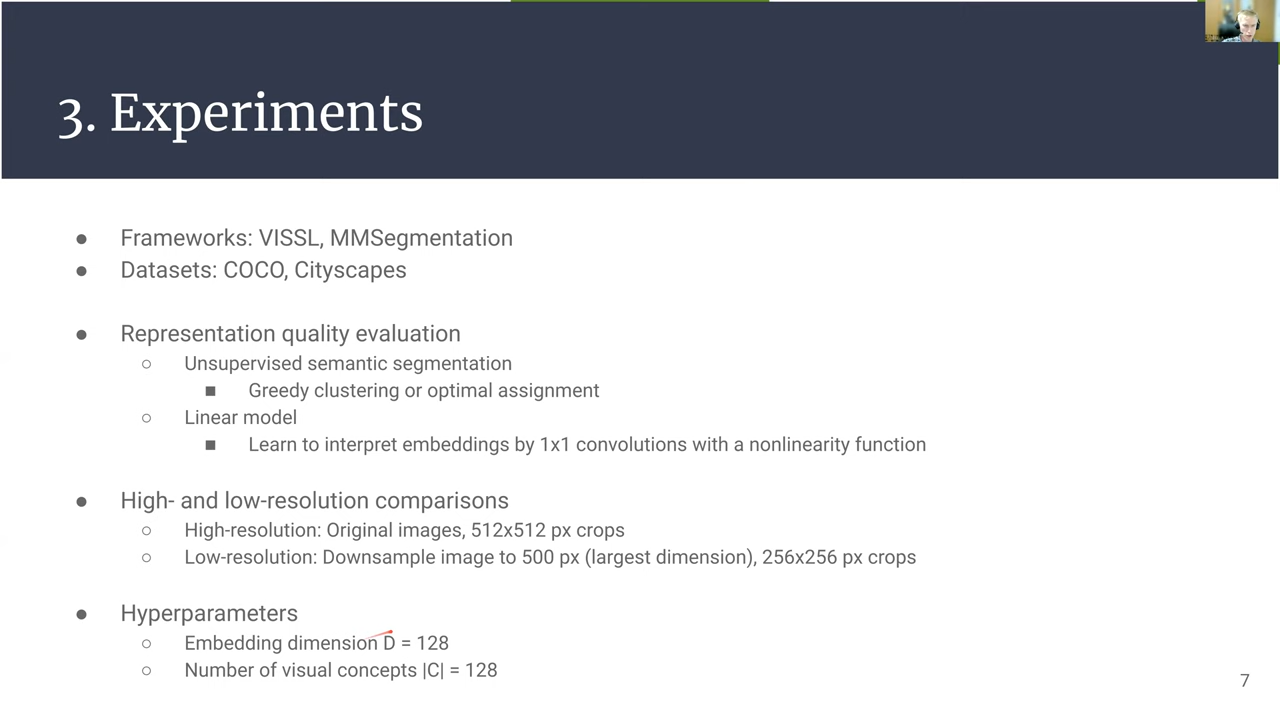 3. Experiments
● Frameworks: VISSL, MMSegmentation
● Datasets: COCO, Cityscapes
● Representation quality evaluation
○ Unsupervised semantic segmentation
■ Greedy clustering or optimal assignment
○ Linear model
■ Learn to interpret embeddings by 1x1 convolutions with a nonlinearity function
● High- and low-resolution comparisons
○ High-resolution: Original images, 512x512 px crops
○ Low-resolution: Downsample image to 500 px (largest dimension), 256x256 px crops
● Hyperparameters
○ Embedding dimension D = 128
○ Number of visual concepts |C| = 128
7